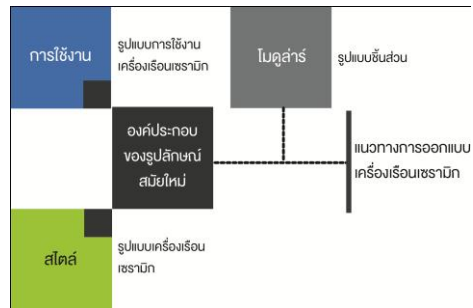 การใช้งาน
รูปแบบการใช้งาน
เครื่องเรือนเซรามิก
โมดูล่าร์
รูปแบบชิ้นส่วน
องค์ประกอบ
ของรูปลักษณ์
สมัยใหม่
แนวทางการออกแบบ
เครื่องเรือนเซรามิก
สไตล์
รูปแบบเครื่องเรือน
เซรามิก